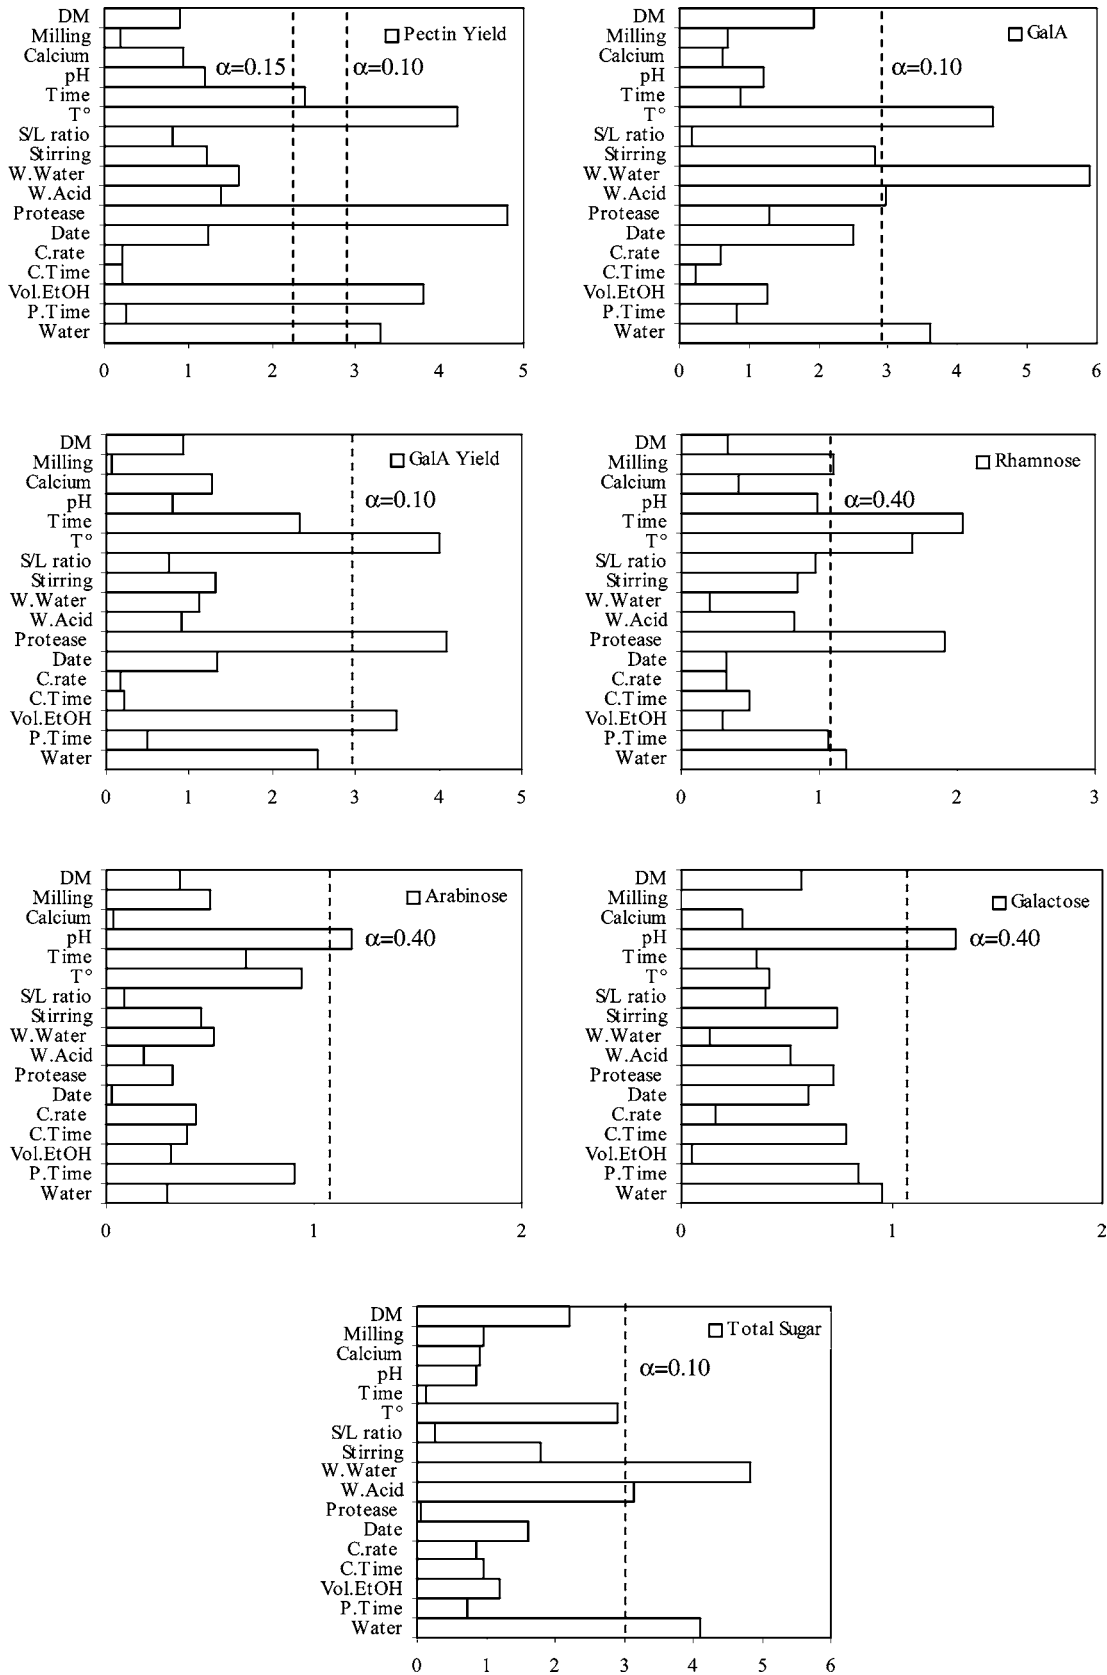 DM
Milling
Calcium
pH
Time
T°
S/L ratio
Stirring
W.Water
W.Acid
Protease
Date
C.rate
C.Time
Vol.EtOH
P.Time
Water
Pectin Yield
α=0.15
α=0.10
0 1 2 3 4 5
DM
Milling
Calcium
pH
Time
T°
S/L ratio
Stirring
W.Water
W.Acid
Protease
Date
C.rate
C.Time
Vol.EtOH
P.Time
Water
GalA
α=0.10
0 1 2 3 4 5 6
DM
Milling
Calcium
pH
Time
T°
S/L ratio
Stirring
W.Water
W.Acid
Protease
Date
C.rate
C.Time
Vol.EtOH
P.Time
Water
GalA Yield
α=0.10
0 1 2 3 4 5
DM
Milling
Calcium
pH
Time
T°
S/L ratio
Stirring
W.Water
W.Acid
Protease
Date
C.rate
C.Time
Vol.EtOH
P.Time
Water
Rhamnose
α=0.40
0 1 2 3
DM
Milling
Calcium
pH
Time
T°
S/L ratio
Stirring
W.Water
W.Acid
Protease
Date
C.rate
C.Time
Vol.EtOH
P.Time
Water
Arabinose
α=0.40
0 1 2
DM
Milling
Calcium
pH
Time
T°
S/L ratio
Stirring
W.Water
W.Acid
Protease
Date
C.rate
C.Time
Vol.EtOH
P.Time
Water
Galactose
α=0.40
0 1 2
DM
Milling
Calcium
pH
Time
T°
S/L ratio
Stirring
W.Water
W.Acid
Protease
Date
C.rate
C.Time
Vol.EtOH
P.Time
Water
Total Sugar
α=0.10
0 1 2 3 4 5 6